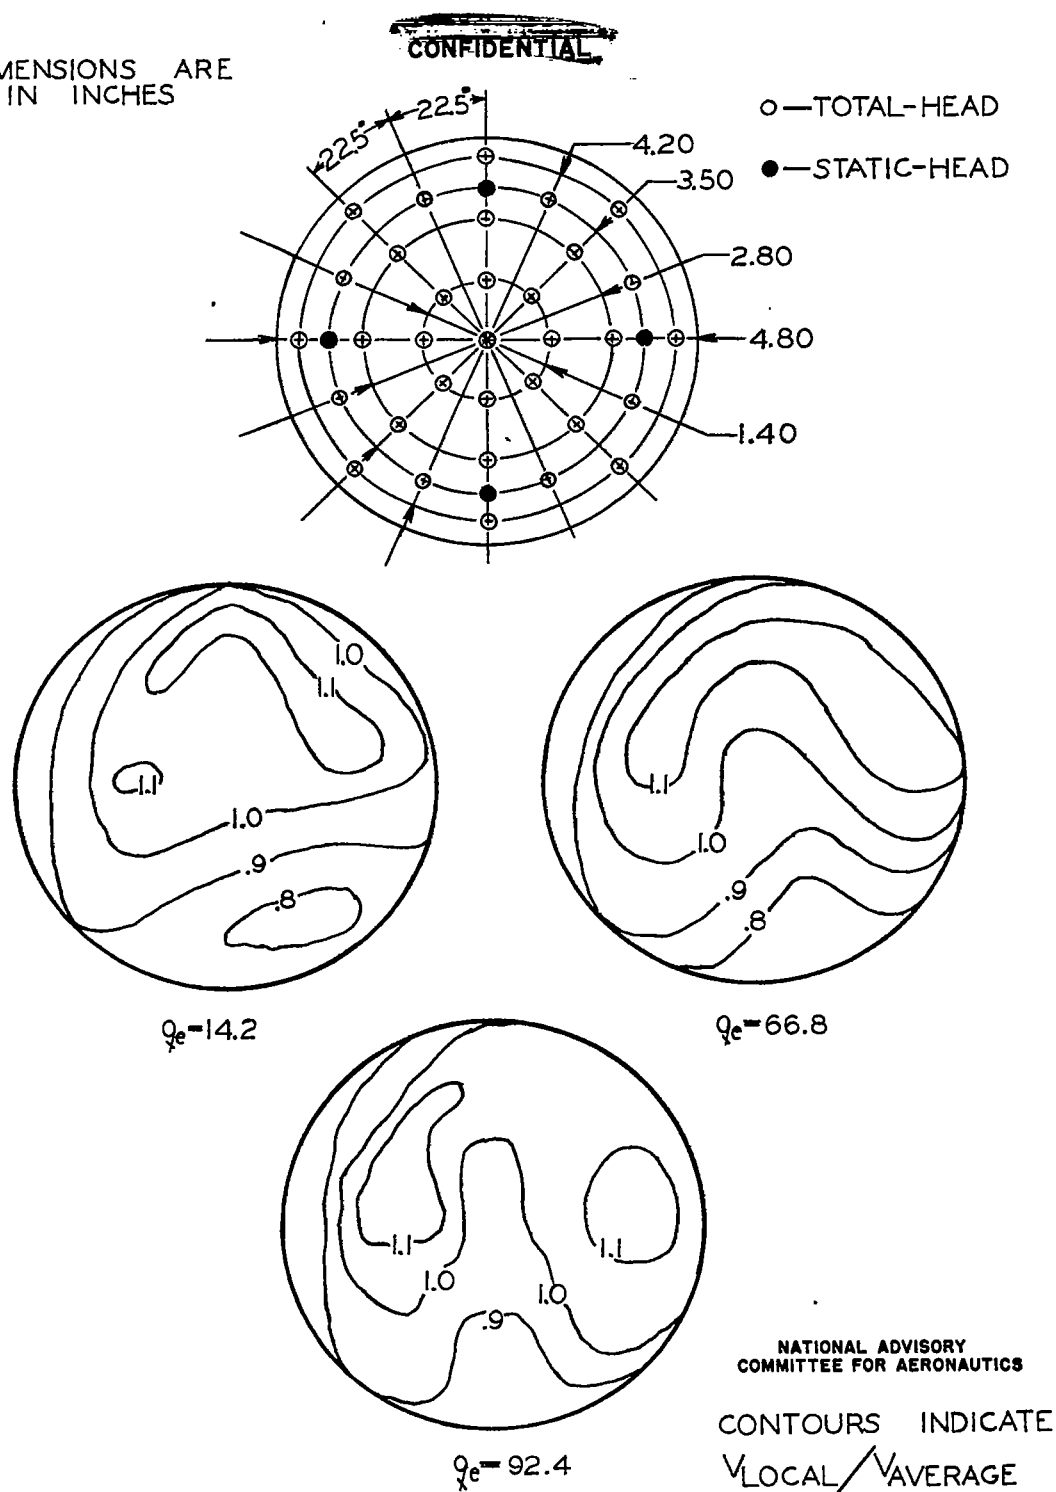 CONFIDENTIAL
MENSIONS ARE
IN INCHES
22.5°
22.5°
O—TOTAL-HEAD
●—STATIC-HEAD
4.20
3.50
2.80
4.80
1.40
1.0
1.1
1.1
1.0
.9
.8
1.1
1.0
.9
.8
qe=14.2
qe=66.8
1.1
1.1
1.0
1.0
.9
NATIONAL ADVISORY
COMMITTEE FOR AERONAUTICS
CONTOURS INDICATE
VLOCAL/VAVERAGE
qe=92.4